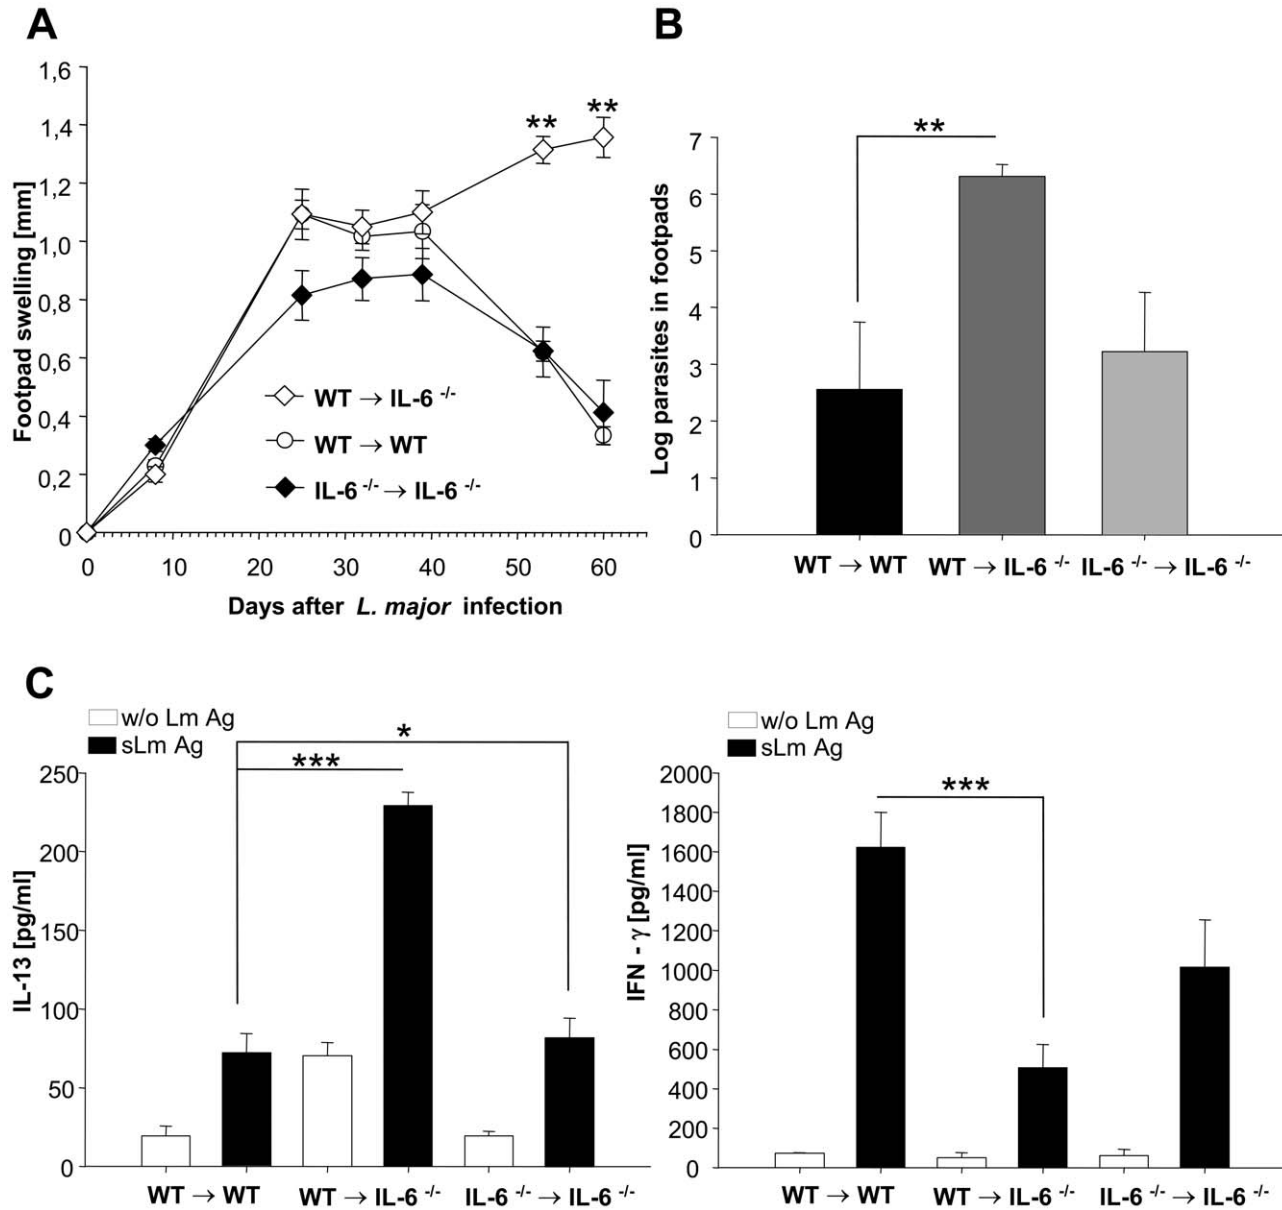 A
B
1,6
1,4
1,2
1,0
0,8
0,6
0,4
0,2
0
Footpad swelling [mm]
**
**
WT → IL-6 -/-
WT → WT
IL-6 -/- → IL-6 -/-
0 10 20 30 40 50 60
Days after L. major infection
7
6
5
4
3
2
1
0
Log parasites in footpads
**
WT → WT WT → IL-6 -/- IL-6 -/- → IL-6 -/-
C
w/o Lm Ag
sLm Ag
*
***
250
200
150
100
50
0
IL-13 [pg/ml]
WT → WT WT → IL-6 -/- IL-6 -/- → IL-6 -/-
w/o Lm Ag
sLm Ag
***
2000
1800
1600
1400
1200
1000
800
600
400
200
0
IFN - γ [pg/ml]
WT → WT WT → IL-6 -/- IL-6 -/- → IL-6 -/-